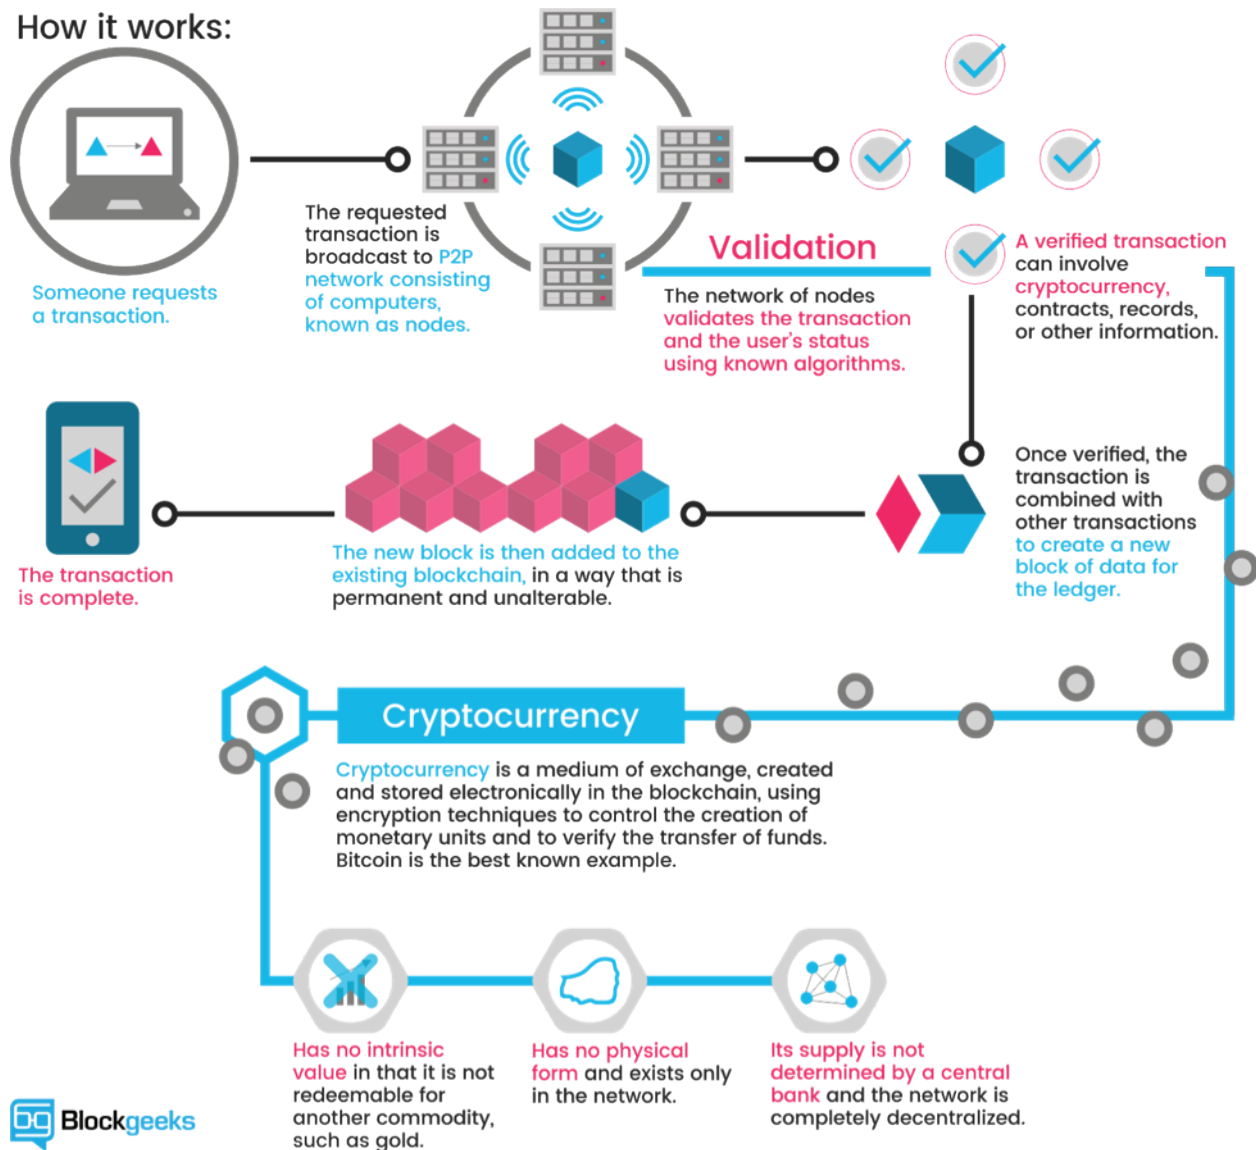 How it works:
Someone requests
a transaction.
The requested
transaction is
broadcast to P2P
network consisting
of computers,
known as nodes.
Validation
The network of nodes
validates the transaction
and the user's status
using known algorithms.
A verified transaction
can involve
cryptocurrency,
contracts, records,
or other information.
Once verified, the
transaction is
combined with
other transactions
to create a new
block of data for
the ledger.
The new block is then added to the
existing blockchain, in a way that is
permanent and unalterable.
The transaction
is complete.
Cryptocurrency
Cryptocurrency is a medium of exchange, created
and stored electronically in the blockchain, using
encryption techniques to control the creation of
monetary units and to verify the transfer of funds.
Bitcoin is the best known example.
Has no intrinsic
value in that it is not
redeemable for
another commodity,
such as gold.
Has no physical
form and exists only
in the network.
Its supply is not
determined by a central
bank and the network is
completely decentralized.
bg Blockgeeks